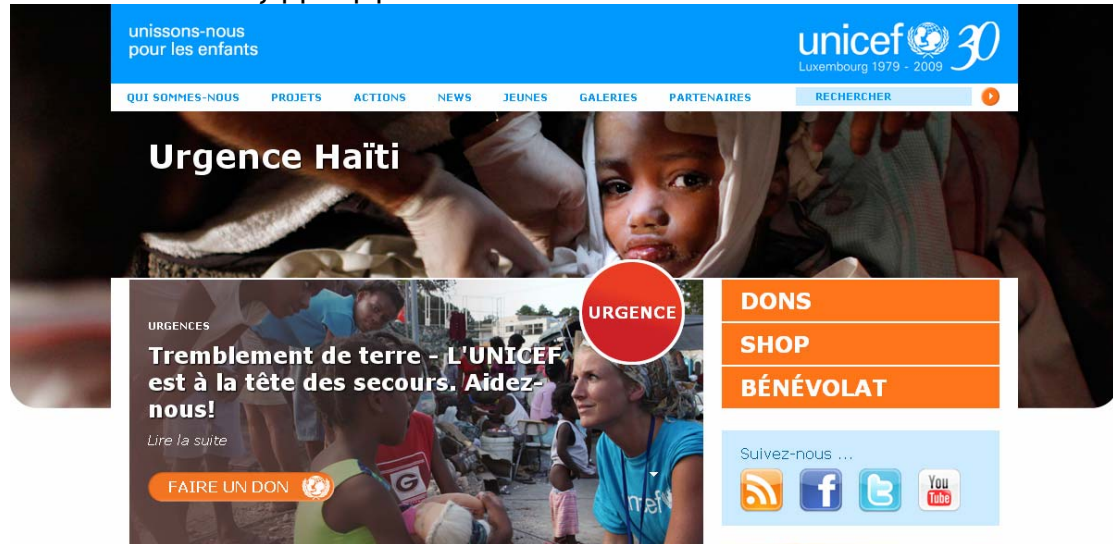 unissons-nous
pour les enfants
unicef 30
Luxembourg 1979 - 2009
QUI SOMMES-NOUS PROJETS ACTIONS NEWS JEUNES GALERIES PARTENAIRES RECHERCHER
Urgence Haïti
URGENCE
URGENCES
Tremblement de terre - L'UNICEF
est à la tête des secours. Aidez-
nous!
Lire la suite
FAIRE UN DON
G
unicef
DONS
SHOP
BÉNÉVOLAT
Suivez-nous ...
You
Tube